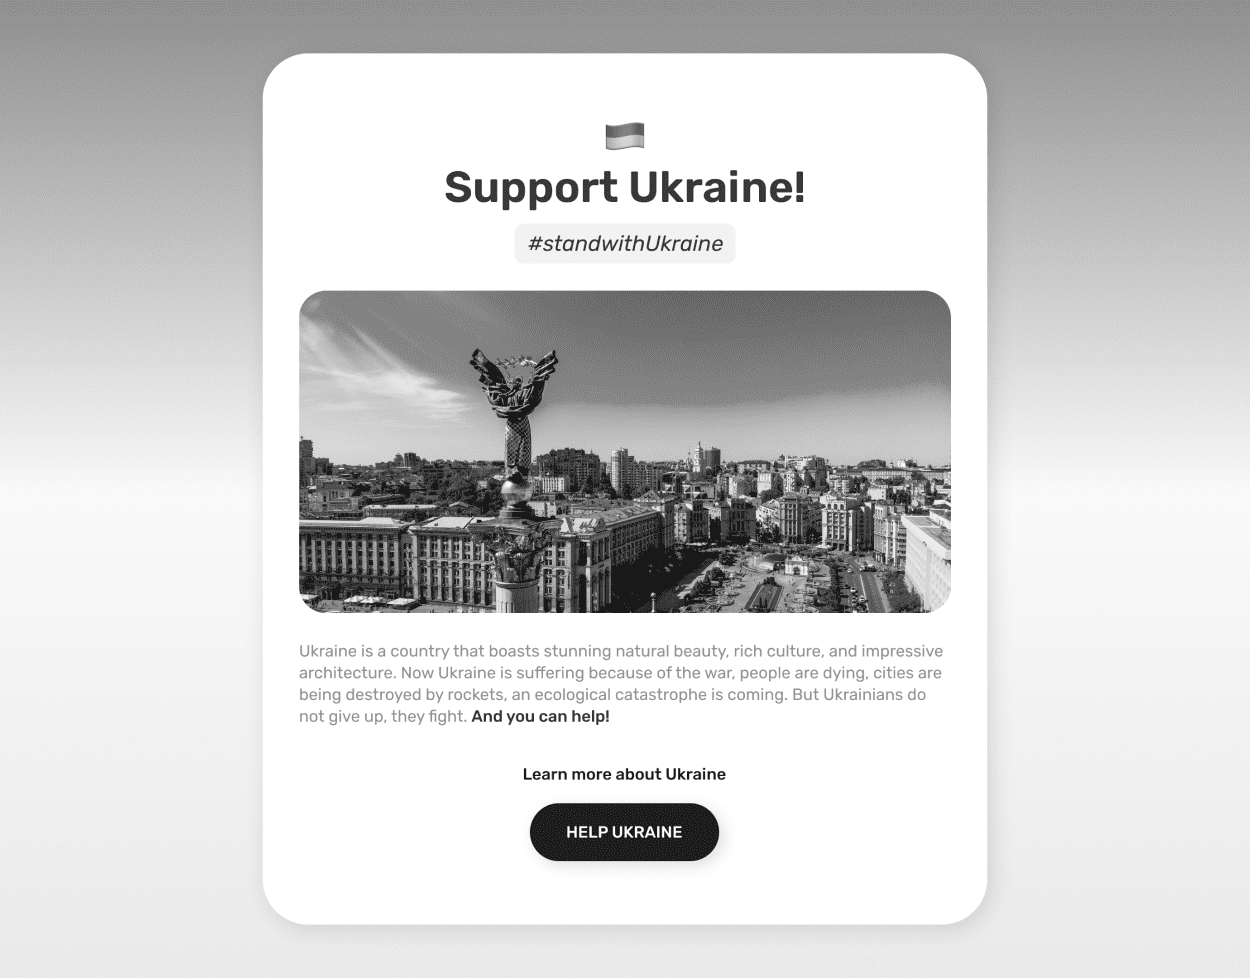 Support Ukraine!
#standwithUkraine
Ukraine is a country that boasts stunning natural beauty, rich culture, and impressive
architecture. Now Ukraine is suffering because of the war, people are dying, cities are
being destroyed by rockets, an ecological catastrophe is coming. But Ukrainians do
not give up, they fight. And you can help!
Learn more about Ukraine
HELP UKRAINE